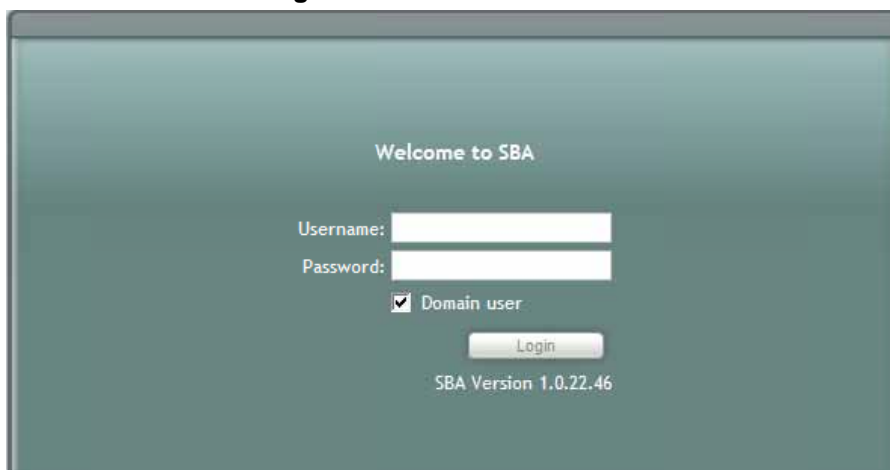 Welcome to SBA
Username:
Password:
Domain user
Login
SBA Version 1.0.22.46